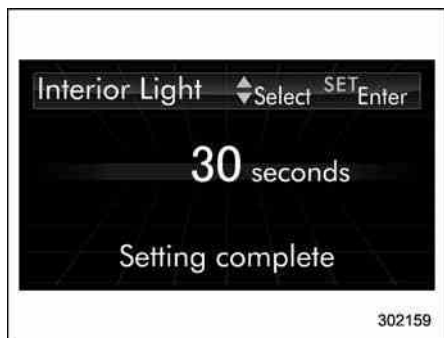 Interior Light Select SET Enter
30 seconds
Setting complete
302159